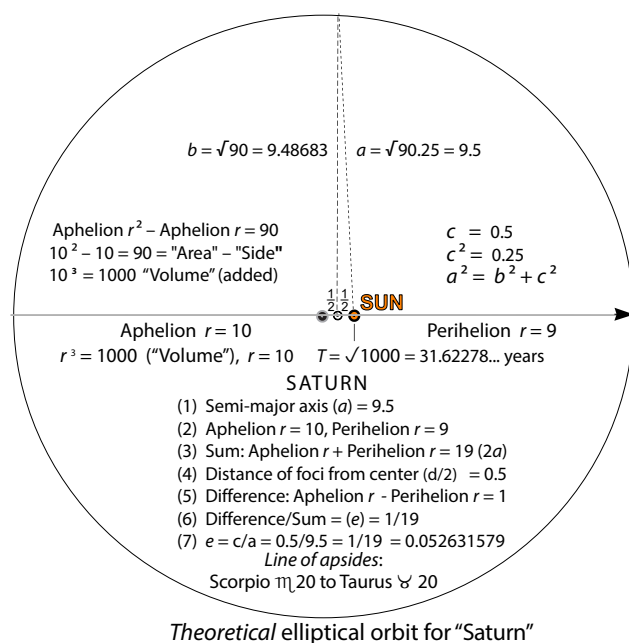 b = √90 = 9.48683 a = √90.25 = 9.5
Aphelion r² – Aphelion r = 90
10² – 10 = 90 = "Area" – "Side"
10³ = 1000 “Volume” (added)
c = 0.5
c² = 0.25
a² = b² + c²
1/2 1/2 SUN
Aphelion r = 10 Perihelion r = 9
r³ = 1000 (“Volume”), r = 10 T = √1000 = 31.62278... years
SATURN
(1) Semi-major axis (a) = 9.5
(2) Aphelion r = 10, Perihelion r = 9
(3) Sum: Aphelion r + Perihelion r = 19 (2a)
(4) Distance of foci from center (d/2) = 0.5
(5) Difference: Aphelion r - Perihelion r = 1
(6) Difference/Sum = (e) = 1/19
(7) e = c/a = 0.5/9.5 = 1/19 = 0.052631579
Line of apsides:
Scorpio ♏ 20 to Taurus ♉ 20
Theoretical elliptical orbit for “Saturn”